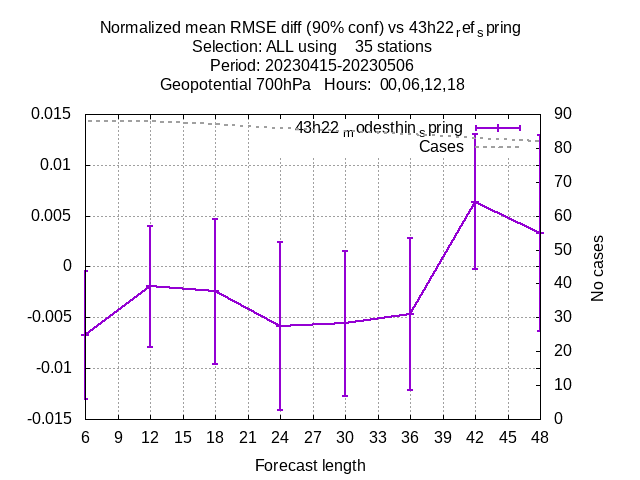 Normalized mean RMSE diff (90% conf) vs 43h22ref spring
Selection: ALL using 35 stations
Period: 20230415-20230506
Geopotential 700hPa Hours: 00,06,12,18
0.015 90
43h22modesthinspring
Cases
80
0.01
70
0.005 60
50
0
No cases
40
-0.005 30
20
-0.01
10
-0.015 0
6 9 12 15 18 21 24 27 30 33 36 39 42 45 48
Forecast length